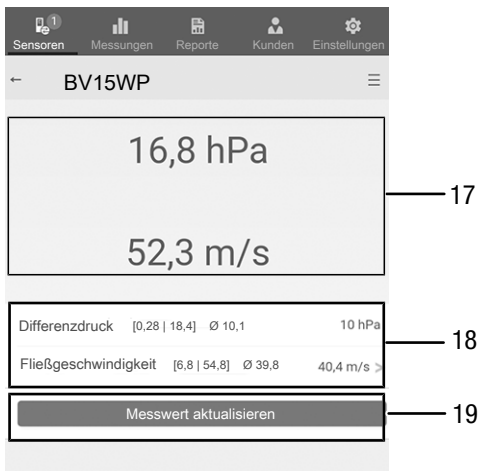 1
Sensoren Messungen Reporte Kunden Einstellungen
← BV15WP ☰
16,8 hPa
17
52,3 m/s
Differenzdruck [0,28 | 18,4] Ø 10,1 10 hPa
18
Fließgeschwindigkeit [6,8 | 54,8] Ø 39,8 40,4 m/s >
Messwert aktualisieren 19